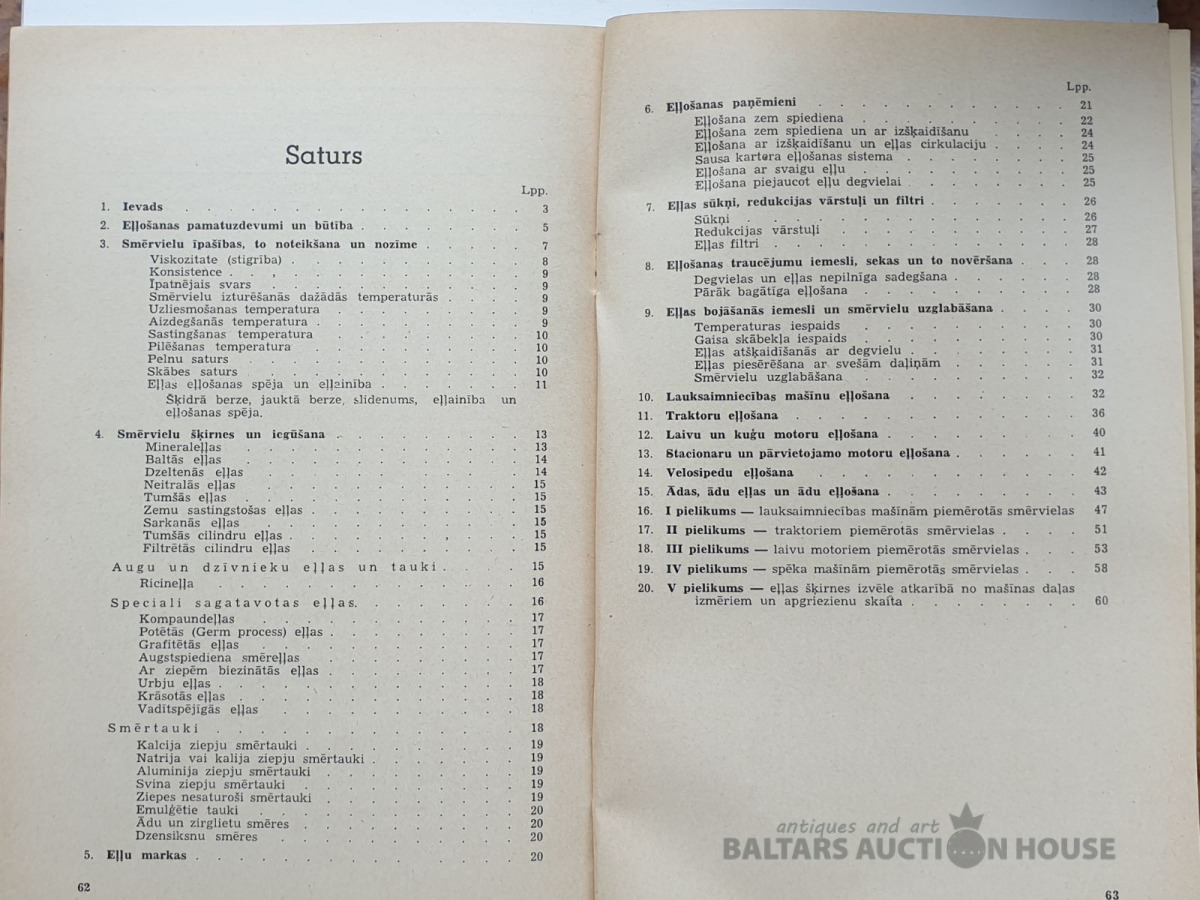 Saturs
Lpp.
1. Ievads 3
2. Eļļošanas pamatuzdevumi un būtība 5
3. Smērvielu īpašības, to noteikšana un nozīme 7
Viskozitate (stigrība) 8
Konsistence 9
Īpatnējais svars 9
Smērvielu izturēšanās dažādās temperaturās 9
Uzliesmošanas temperatura 9
Aizdegšanās temperatura 9
Sastingšanas temperatura 10
Pilēšanas temperatura 10
Pelnu saturs 10
Skābes saturs 10
Eļļas eļļošanas spēja un eļļainība 11
Šķidrā berze, jauktā berze, slidenums, eļļainība un
eļļošanas spēja.
4. Smērvielu šķirnes un iegūšana 13
Mineraleļļas 13
Baltās eļļas 14
Dzeltenās eļļas 14
Neitralās eļļas 15
Tumšās eļļas 15
Zemu sastingstošas eļļas 15
Sarkanās eļļas 15
Tumšās cilindru eļļas 15
Filtrētās cilindru eļļas 15
Augu un dzīvnieku eļļas un tauki 15
Ricineļļa 16
Speciali sagatavotas eļļas. 16
Kompaundeļļas 17
Potētās (Germ process) eļļas 17
Grafitētās eļļas 17
Augstspiediena smēreļļas 17
Ar ziepēm biezinātās eļļas 17
Urbju eļļas 18
Krāsotās eļļas 18
Vadītspējīgās eļļas 18
Smērtauki 18
Kalcija ziepju smērtauki 19
Natrija vai kalija ziepju smērtauki 19
Aluminija ziepju smērtauki 19
Svina ziepju smērtauki 19
Ziepes nesaturoši smērtauki 19
Emulģētie tauki 20
Ādu un zirglietu smēres 20
Dzensiksnu smēres 20
5. Eļļu markas 20
62
Lpp.
6. Eļļošanas paņēmieni 21
Eļļošana zem spiediena 22
Eļļošana zem spiediena un ar izšķaidīšanu 24
Eļļošana ar izšķaidīšanu un eļļas cirkulaciju 24
Sausa kartera eļļošanas sistema 25
Eļļošana ar svaigu eļļu 25
Eļļošana piejaucot eļļu degvielai 25
7. Eļļas sūkņi, redukcijas vārstuļi un filtri 26
Sūkņi 26
Redukcijas vārstuļi 27
Eļļas filtri 28
8. Eļļošanas traucējumu iemesli, sekas un to novēršana 28
Degvielas un eļļas nepilnīga sadegšana 28
Pārāk bagātīga eļļošana 28
9. Eļļas bojāšanās iemesli un smērvielu uzglabāšana 30
Temperaturas iespaids 30
Gaisa skābekļa iespaids 30
Eļļas atšķaidīšanās ar degvielu 31
Eļļas piesērēšana ar svešām daļiņām 31
Smērvielu uzglabāšana 32
10. Lauksaimniecības mašīnu eļļošana 32
11. Traktoru eļļošana 36
12. Laivu un kuģu motoru eļļošana 40
13. Stacionaru un pārvietojamo motoru eļļošana 41
14. Velosipedu eļļošana 42
15. Ādas, ādu eļļas un ādu eļļošana 43
16. I pielikums — lauksaimniecības mašīnām piemērotās smērvielas 47
17. II pielikums — traktoriem piemērotās smērvielas 51
18. III pielikums — laivu motoriem piemērotās smērvielas 53
19. IV pielikums — spēka mašīnām piemērotās smērvielas 58
20. V pielikums — eļļas šķirnes izvēle atkarībā no mašīnas daļas
izmēriem un apgriezienu skaita 60
63
antiques and art
BALTARS AUCTION HOUSE